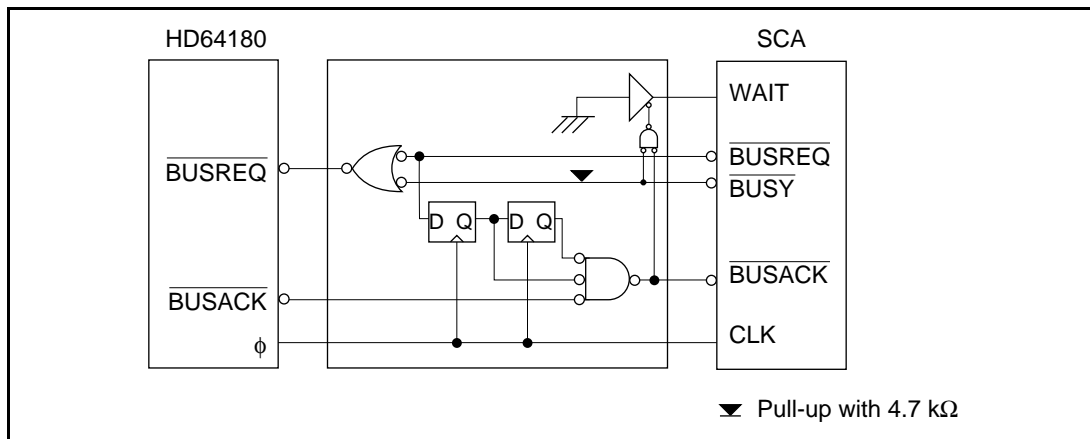 HD64180
SCA
WAIT
BUSREQ
BUSREQ
BUSY
D Q
D Q
BUSACK
BUSACK
φ
CLK
Pull-up with 4.7 kΩ